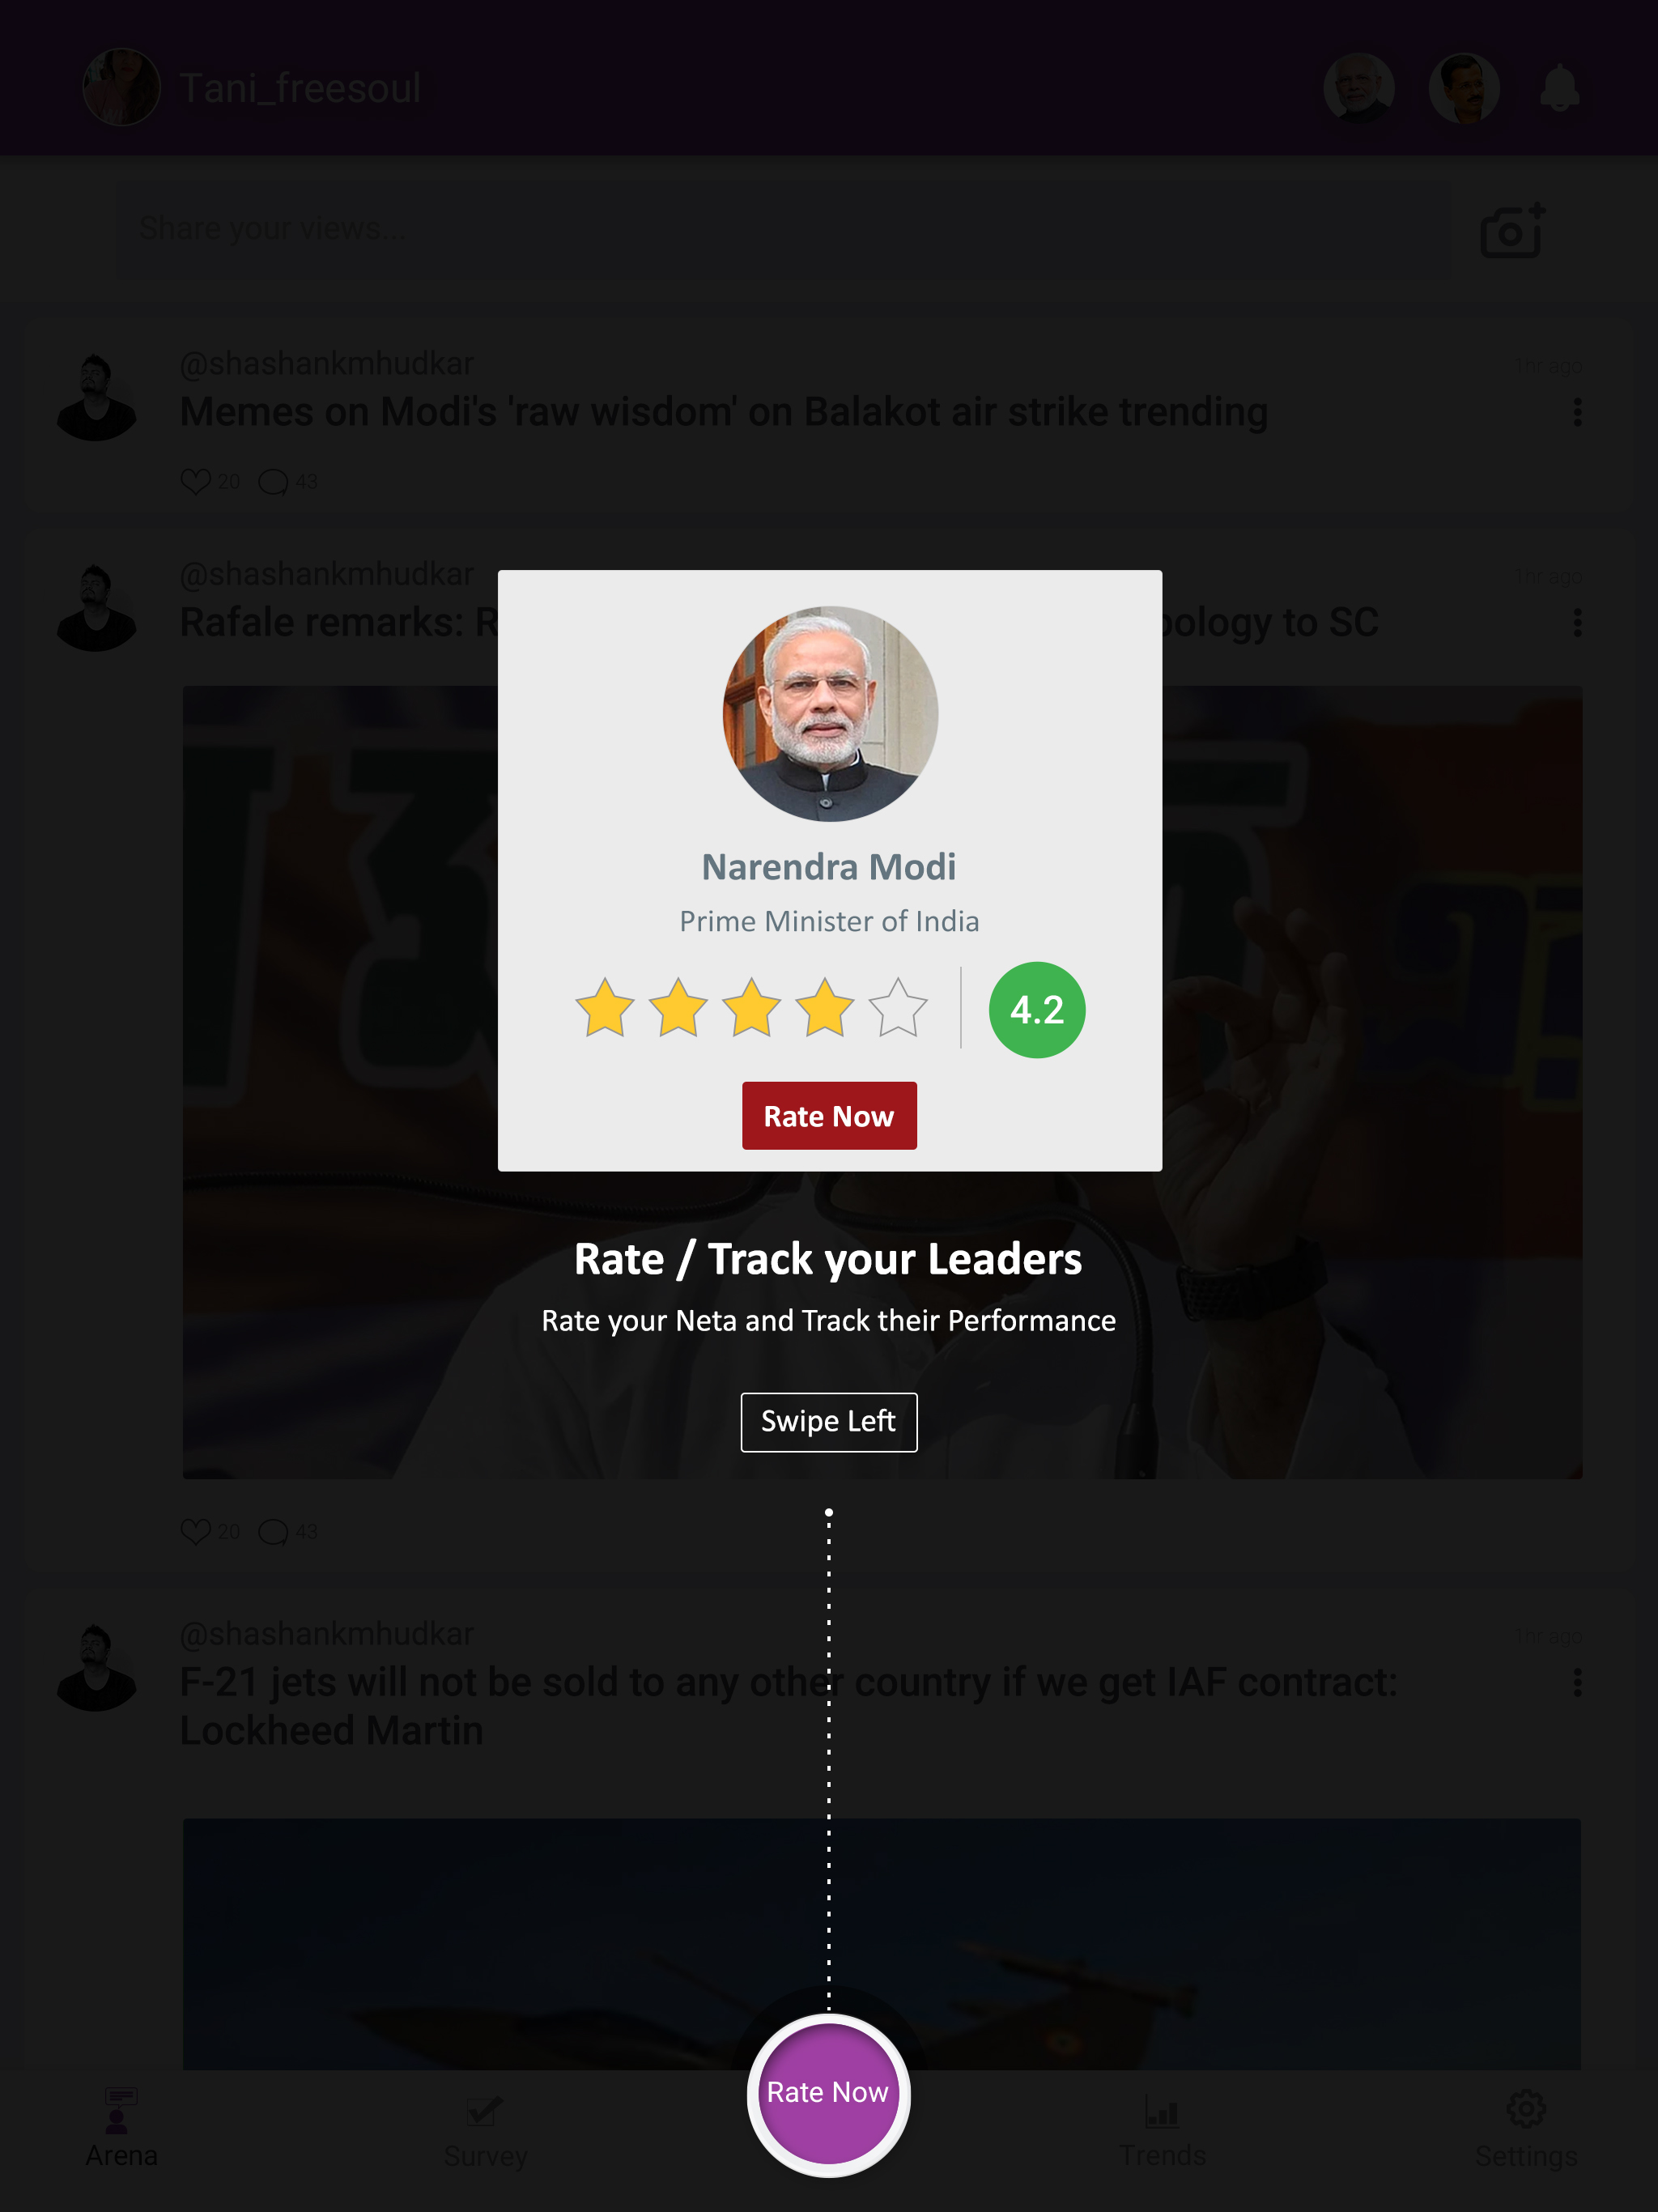 Tani_freesoul
Share your views...
@shashankmhudkar
1hr ago
Memes on Modi's 'raw wisdom' on Balakot air strike trending
20 43
@shashankmhudkar
1hr ago
Rafale remarks: R
pology to SC
Narendra Modi
Prime Minister of India
4.2
Rate Now
Rate / Track your Leaders
Rate your Neta and Track their Performance
Swipe Left
20 43
@shashankmhudkar
1hr ago
F-21 jets will not be sold to any other country if we get IAF contract:
Lockheed Martin
Rate Now
Arena
Survey
Trends
Settings